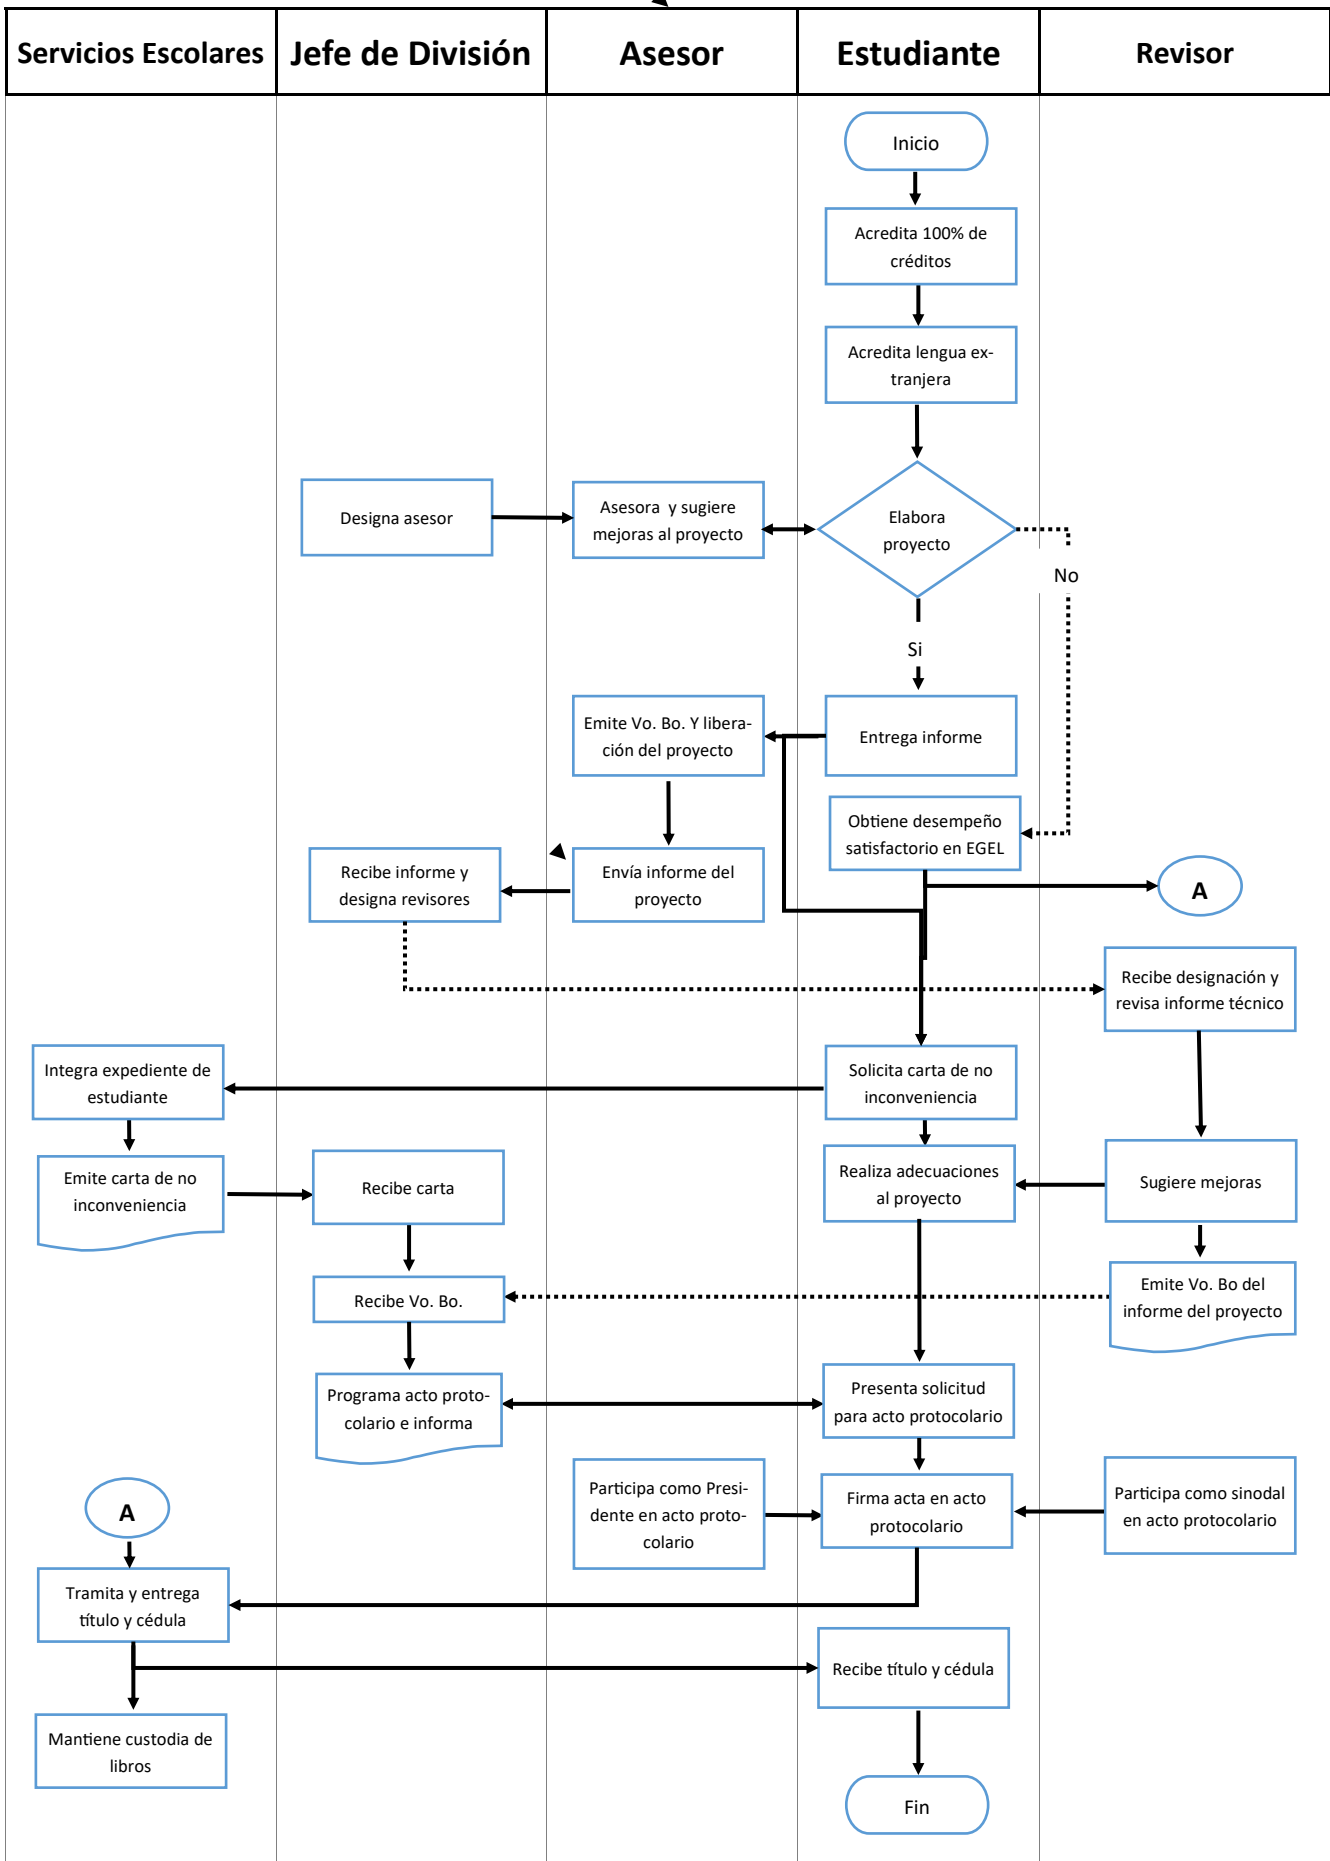 Servicios Escolares
Jefe de División
Asesor
Estudiante
Revisor
Inicio
Acredita 100% de
créditos
Acredita lengua ex-
tranjera
Designa asesor
Asesora y sugiere
mejoras al proyecto
Elabora
proyecto
No
Si
Emite Vo. Bo. Y libera-
ción del proyecto
Entrega informe
Obtiene desempeño
satisfactorio en EGEL
Recibe informe y
designa revisores
Envía informe del
proyecto
A
Recibe designación y
revisa informe técnico
Integra expediente de
estudiante
Solicita carta de no
inconveniencia
Emite carta de no
inconveniencia
Recibe carta
Realiza adecuaciones
al proyecto
Sugiere mejoras
Recibe Vo. Bo.
Emite Vo. Bo del
informe del proyecto
Programa acto proto-
colario e informa
Presenta solicitud
para acto protocolario
A
Participa como Presi-
dente en acto proto-
colario
Firma acta en acto
protocolario
Participa como sinodal
en acto protocolario
Tramita y entrega
título y cédula
Recibe título y cédula
Mantiene custodia de
libros
Fin